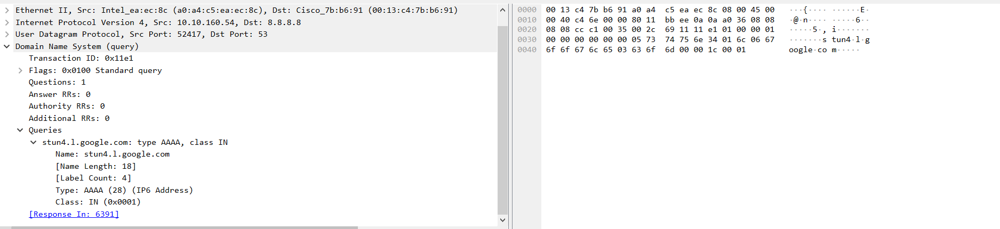 Ethernet II, Src: Intel_ea:ec:8c (a0:a4:c5:ea:ec:8c), Dst: Cisco_7b:b6:91 (00:13:c4:7b:b6:91)
Internet Protocol Version 4, Src: 10.10.160.54, Dst: 8.8.8.8
User Datagram Protocol, Src Port: 52417, Dst Port: 53
Domain Name System (query)
Transaction ID: 0x11e1
Flags: 0x0100 Standard query
Questions: 1
Answer RRs: 0
Authority RRs: 0
Additional RRs: 0
Queries
stun4.l.google.com: type AAAA, class IN
Name: stun4.l.google.com
[Name Length: 18]
[Label Count: 4]
Type: AAAA (28) (IP6 Address)
Class: IN (0x0001)
[Response In: 6391]
0000 00 13 c4 7b b6 91 a0 a4 c5 ea ec 8c 08 00 45 00 ···{···· ······E·
0010 00 40 c4 6e 00 00 80 11 bb ee 0a 0a a0 36 08 08 ·@·n···· ·····6··
0020 08 08 cc c1 00 35 00 2c 69 11 11 e1 01 00 00 01 ·····5·, i·······
0030 00 00 00 00 00 00 05 73 74 75 6e 34 01 6c 06 67 ·······s tun4·l·g
0040 6f 6f 67 6c 65 03 63 6f 6d 00 00 1c 00 01 oogle·co m·····